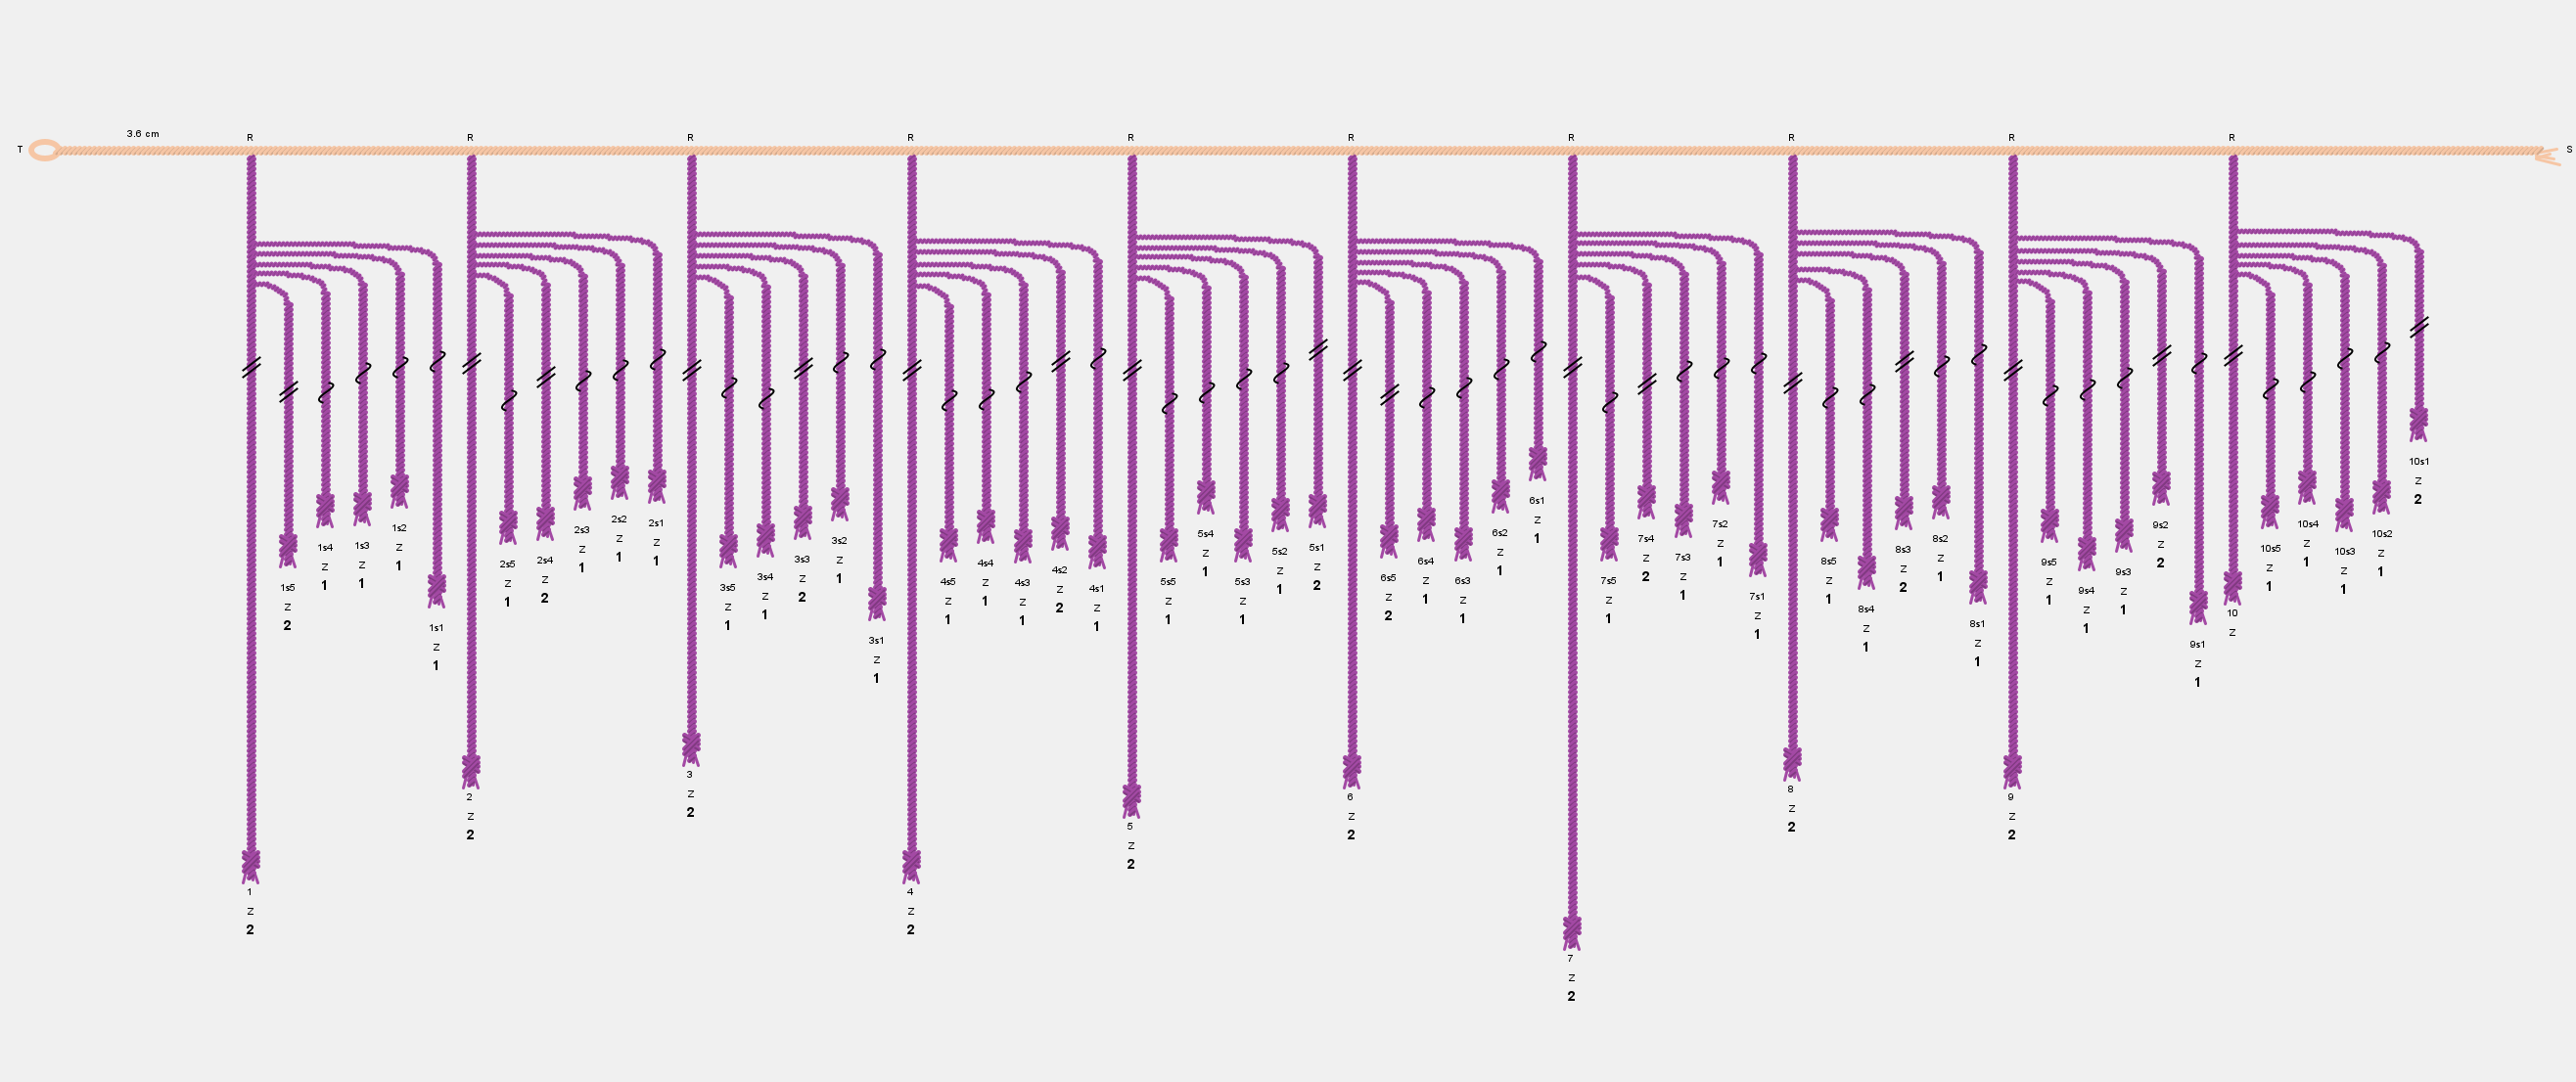 3.6 cm
R R R R R R R R R R
T
S
10s1
Z
2
6s1
Z
1
2s2
Z
1
2s1
Z
1
1s2
Z
1
2s3
Z
1
7s2
Z
1
10s4
Z
1
9s2
Z
2
6s2
Z
1
5s4
Z
1
10s2
Z
1
3s2
Z
1
7s4
Z
2
8s2
Z
1
1s3
Z
1
1s4
Z
1
5s1
Z
2
8s3
Z
2
10s5
Z
1
5s2
Z
1
10s3
Z
1
7s3
Z
1
3s3
Z
2
2s4
Z
2
6s4
Z
1
8s5
Z
1
9s5
Z
1
4s4
Z
1
2s5
Z
1
4s2
Z
2
9s3
Z
1
3s4
Z
1
6s5
Z
2
7s5
Z
1
6s3
Z
1
4s5
Z
1
5s5
Z
1
5s3
Z
1
4s3
Z
1
1s5
Z
2
3s5
Z
1
4s1
Z
1
9s4
Z
1
7s1
Z
1
8s4
Z
1
10
Z
8s1
Z
1
1s1
Z
1
3s1
Z
1
9s1
Z
1
3
Z
2
8
Z
2
2
Z
2
6
Z
2
9
Z
2
5
Z
2
1
Z
2
4
Z
2
7
Z
2